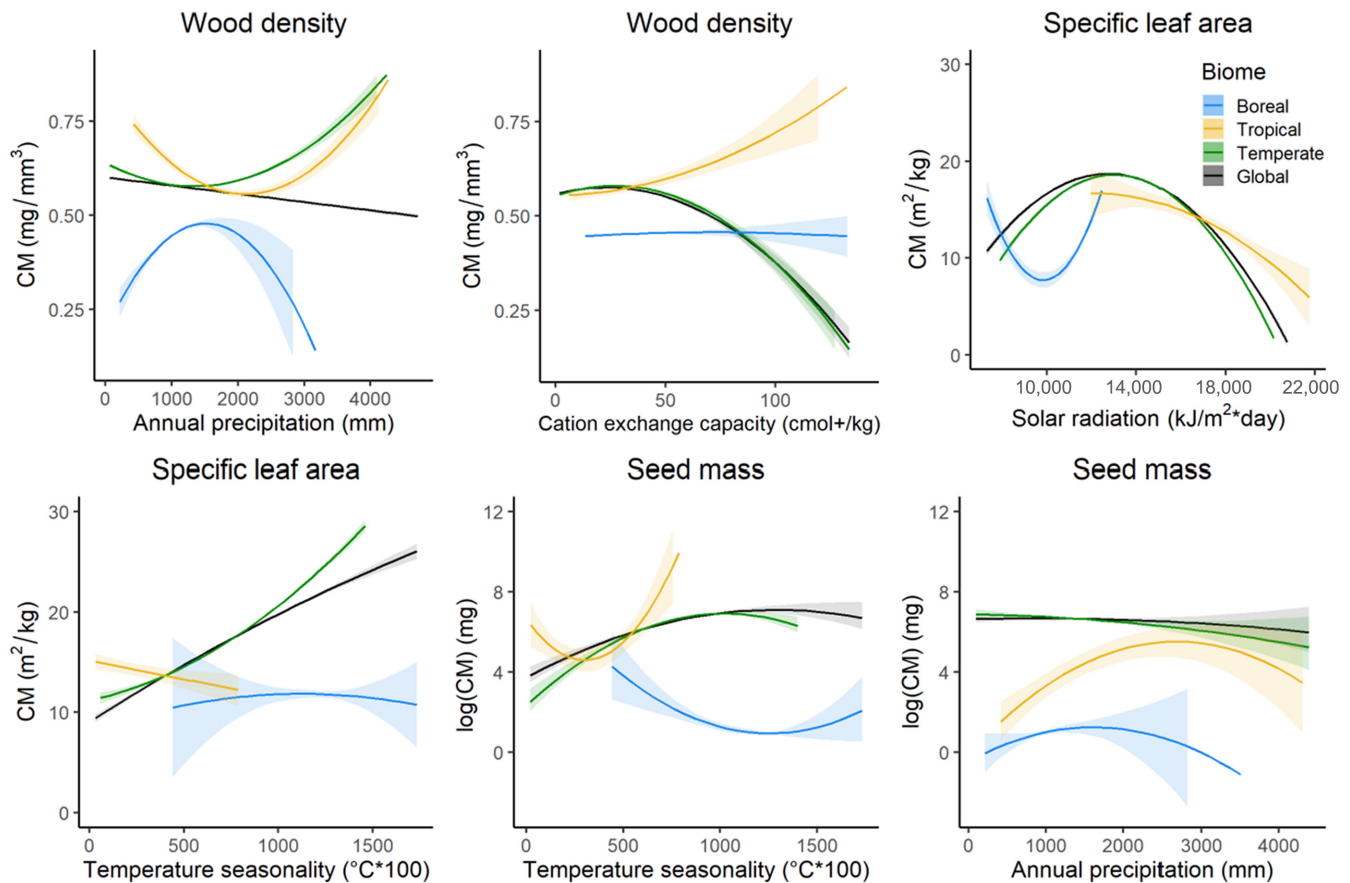 Wood density
Wood density
Specific leaf area
CM (mg/mm³)
0.75
0.50
0.25
0 1000 2000 3000 4000
Annual precipitation (mm)
CM (mg/mm³)
0.75
0.50
0.25
0 50 100
Cation exchange capacity (cmol+/kg)
CM (m²/kg)
30
20
10
0
Biome
Boreal
Tropical
Temperate
Global
10,000 14,000 18,000 22,000
Solar radiation (kJ/m²*day)
Specific leaf area
Seed mass
Seed mass
CM (m²/kg)
30
20
10
0
0 500 1000 1500
Temperature seasonality (°C*100)
log(CM) (mg)
12
8
4
0
0 500 1000 1500
Temperature seasonality (°C*100)
log(CM) (mg)
12
8
4
0
0 1000 2000 3000 4000
Annual precipitation (mm)